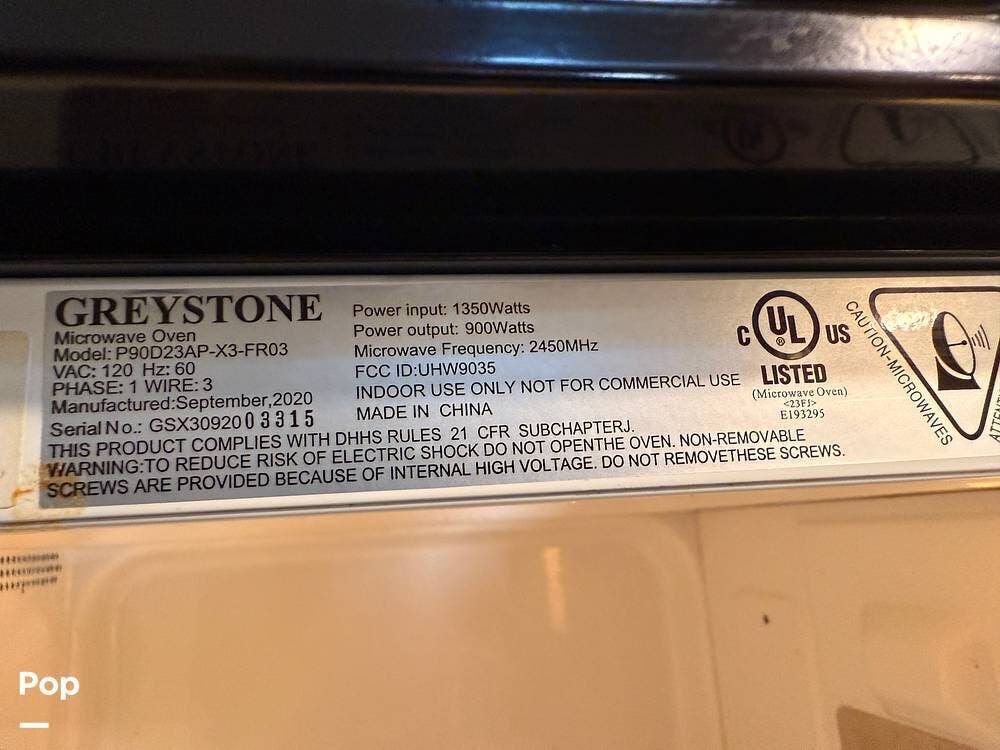 GREYSTONE
Microwave Oven
Model: P90D23AP-X3-FR03
VAC: 120 Hz: 60
PHASE: 1 WIRE: 3
Manufactured:September,2020
Serial No.: GSX3092003315
Power input: 1350Watts
Power output: 900Watts
Microwave Frequency: 2450MHz
FCC ID:UHW9035
INDOOR USE ONLY NOT FOR COMMERCIAL USE
MADE IN CHINA
THIS PRODUCT COMPLIES WITH DHHS RULES 21 CFR SUBCHAPTERJ.
WARNING:TO REDUCE RISK OF ELECTRIC SHOCK DO NOT OPENTHE OVEN. NON-REMOVABLE
SCREWS ARE PROVIDED BECAUSE OF INTERNAL HIGH VOLTAGE. DO NOT REMOVETHESE SCREWS.
C UL US
LISTED
(Microwave Oven)
<23FJ>
E193295
CAUTION-MICROWAVES
Pop